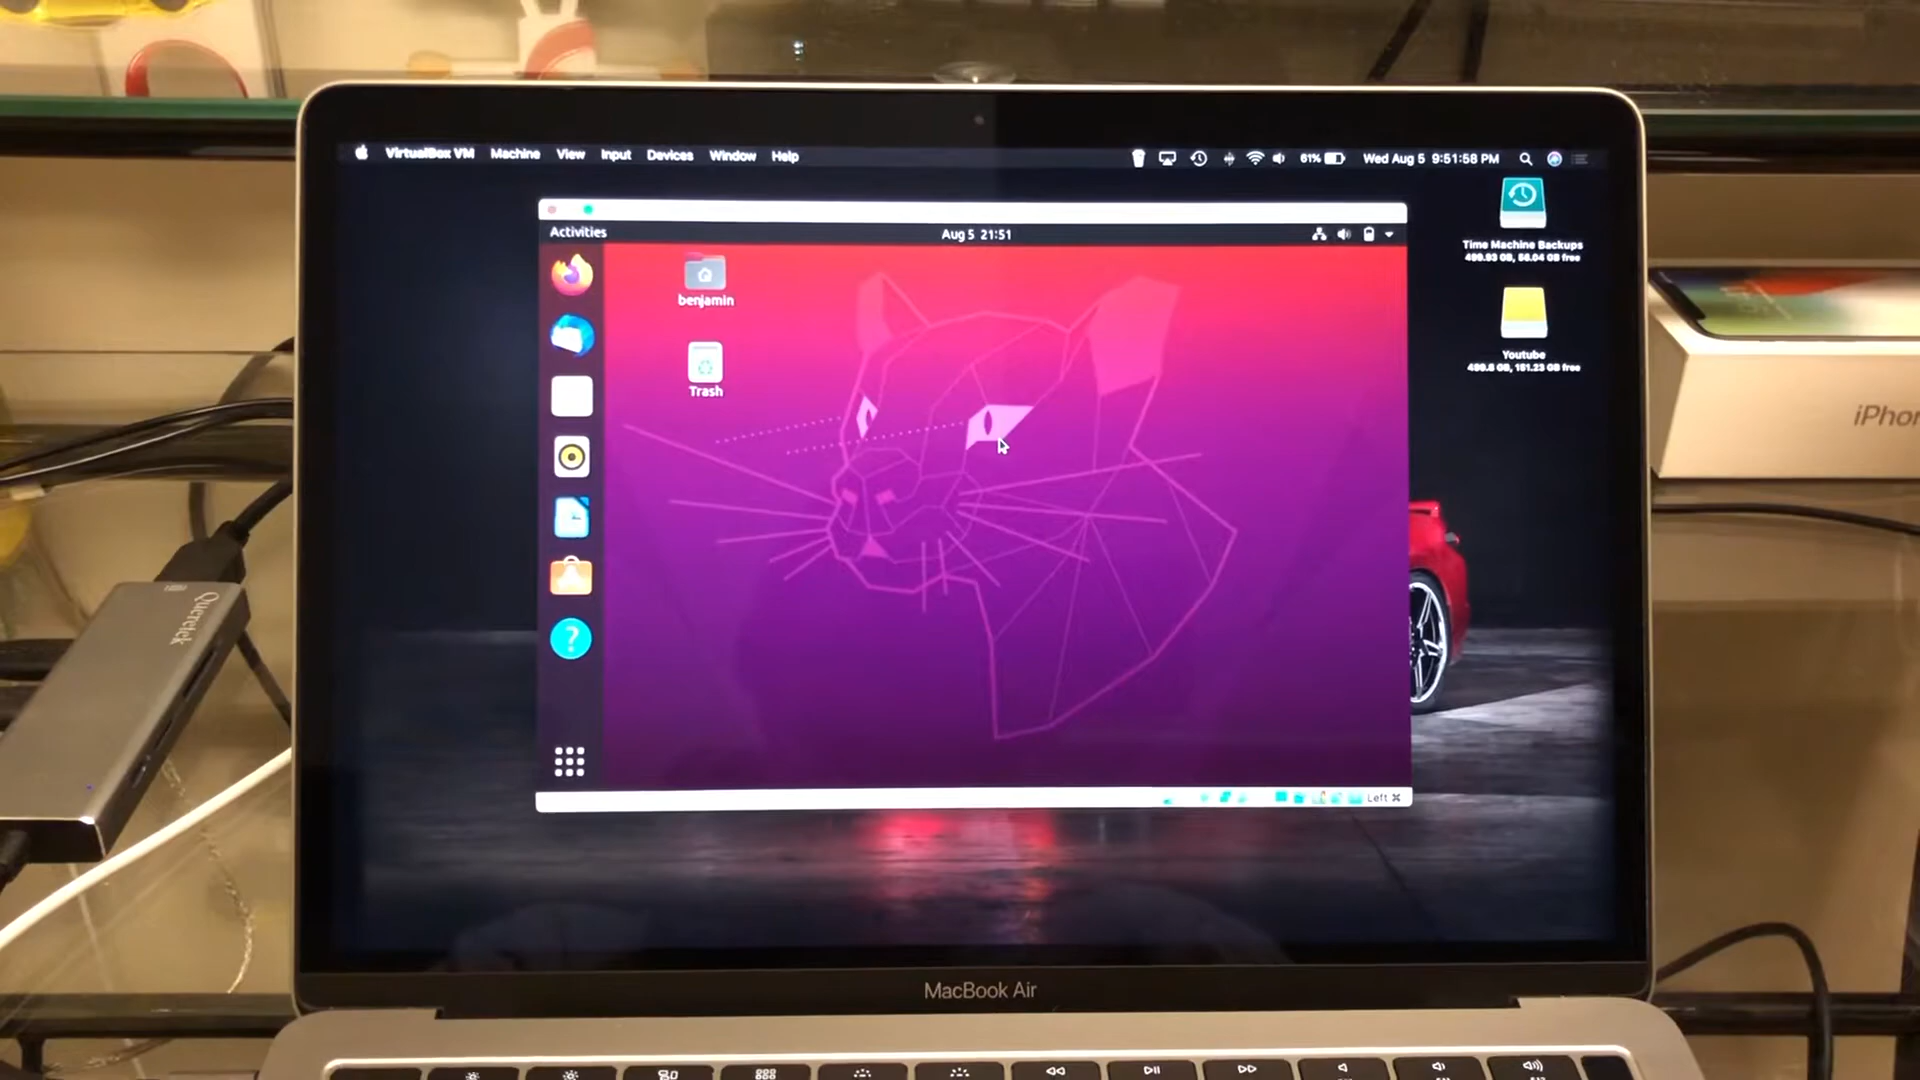 VirtualBox VM Machine View Input Devices Window Help 61% Wed Aug 5 9:51:58 PM
Activities Aug 5 21:51
benjamin
Trash
Time Machine Backups
499.93 GB, 58.04 GB free
Youtube
499.8 GB, 151.23 GB free
?
Left ⌘
iPhon
Queretek
MacBook Air